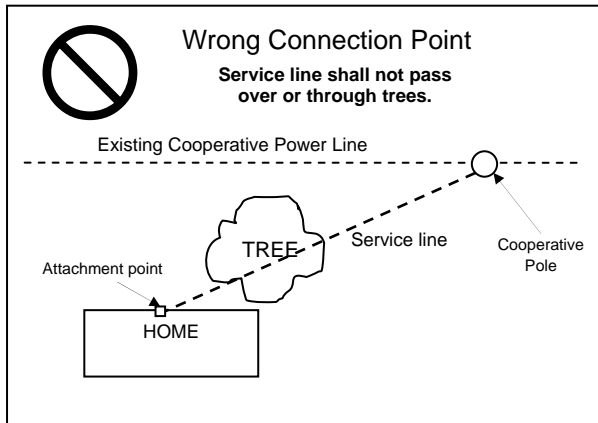 Wrong Connection Point
Service line shall not pass
over or through trees.
Existing Cooperative Power Line
TREE
Service line
Cooperative
Pole
Attachment point
HOME